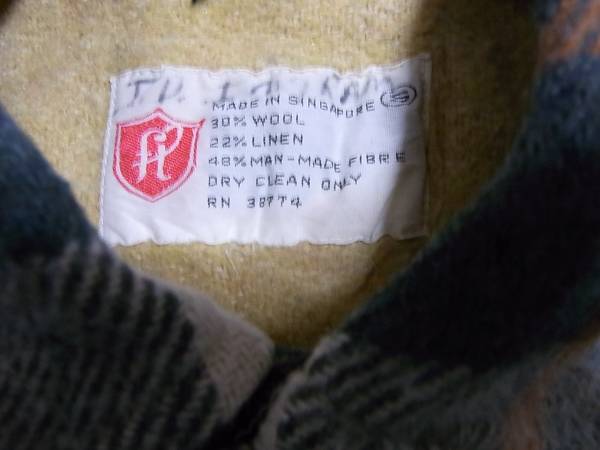 MADE IN SINGAPORE
30% WOOL
22% LINEN
48% MAN-MADE FIBRE
DRY CLEAN ONLY
RN 38774